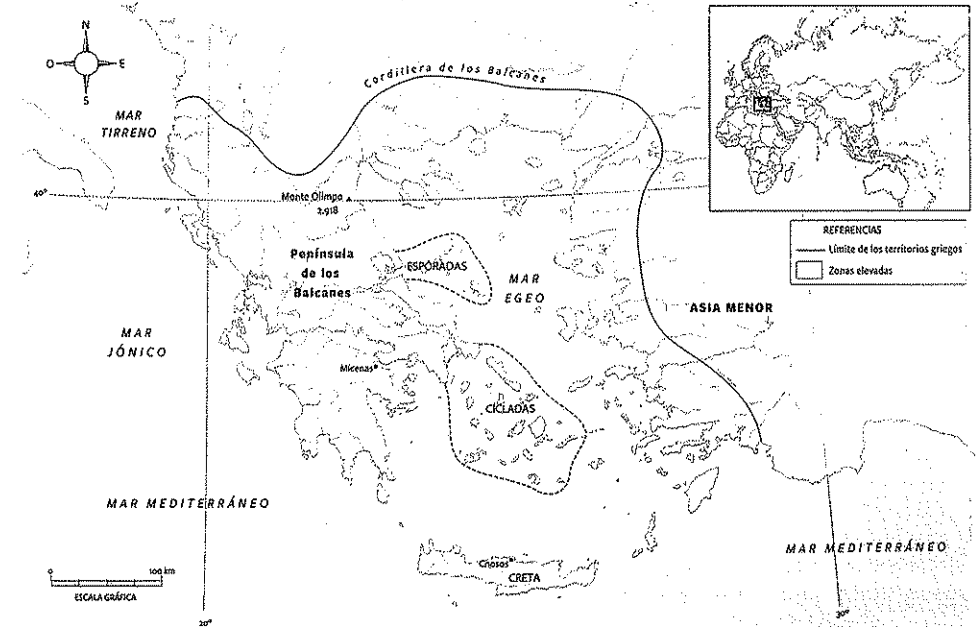 N
O
E
S
Cordillera de los Balcanes
MAR
TIRRENO
40°
Monte Olimpo
2.918
REFERENCIAS
Límite de los territorios griegos
Zonas elevadas
Península
de los
Balcanes
ESPÓRADAS
MAR
EGEO
ASIA MENOR
MAR
JÓNICO
Micenas
CÍCLADAS
MAR MEDITERRÁNEO
MAR MEDITERRÁNEO
Cnosos
CRETA
100 km
ESCALA GRÁFICA
20°
30°